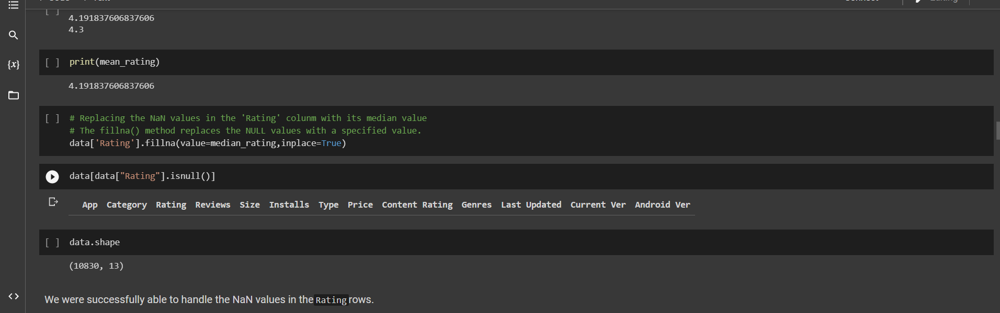 4.191837606837606
4.3
[ ] print(mean_rating)
4.191837606837606
[ ] # Replacing the NaN values in the 'Rating' colunm with its median value
# The fillna() method replaces the NULL values with a specified value.
data['Rating'].fillna(value=median_rating,inplace=True)
data[data["Rating"].isnull()]
App Category Rating Reviews Size Installs Type Price Content Rating Genres Last Updated Current Ver Android Ver
[ ] data.shape
(10830, 13)
We were successfully able to handle the NaN values in the Rating rows.